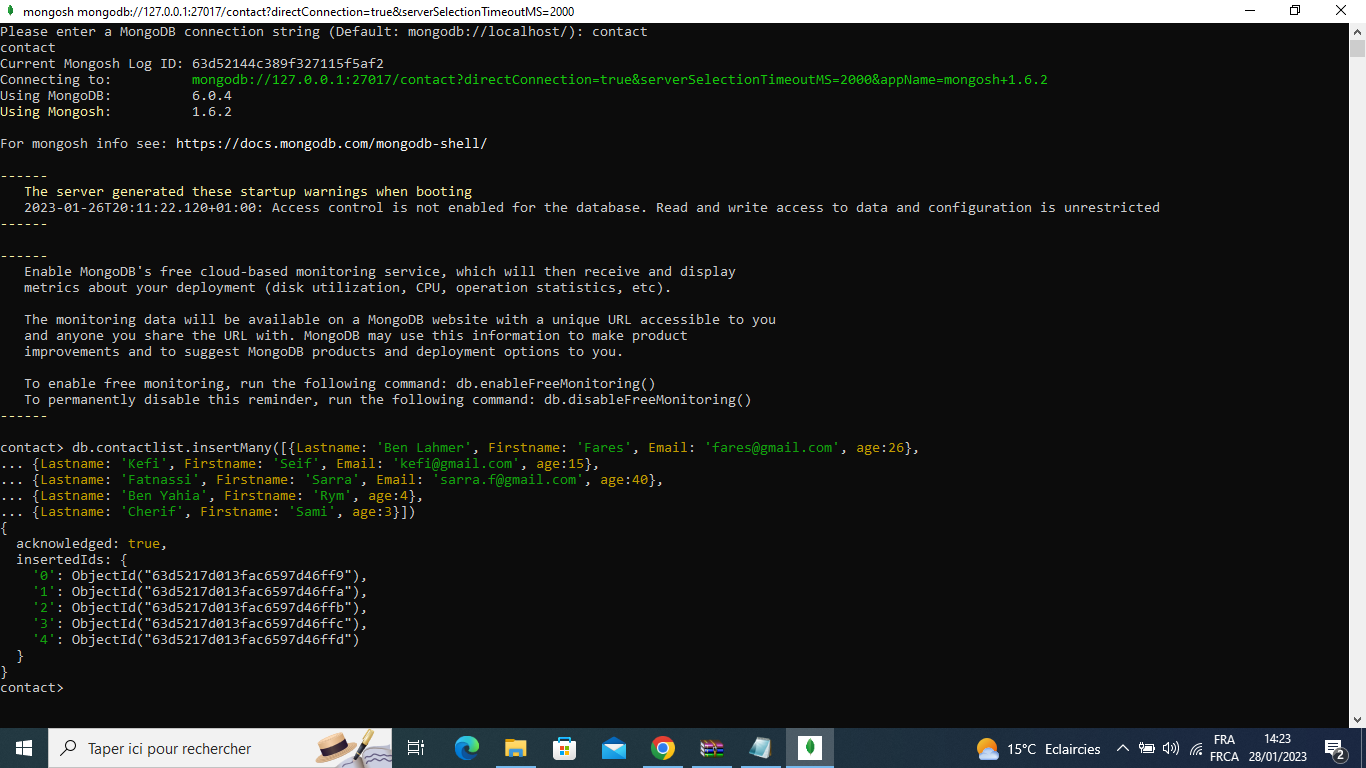 mongosh mongodb://127.0.0.1:27017/contact?directConnection=true&serverSelectionTimeoutMS=2000
Please enter a MongoDB connection string (Default: mongodb://localhost/): contact
contact
Current Mongosh Log ID: 63d52144c389f327115f5af2
Connecting to:          mongodb://127.0.0.1:27017/contact?directConnection=true&serverSelectionTimeoutMS=2000&appName=mongosh+1.6.2
Using MongoDB:          6.0.4
Using Mongosh:          1.6.2
For mongosh info see: https://docs.mongodb.com/mongodb-shell/
------
   The server generated these startup warnings when booting
   2023-01-26T20:11:22.120+01:00: Access control is not enabled for the database. Read and write access to data and configuration is unrestricted
------
------
   Enable MongoDB's free cloud-based monitoring service, which will then receive and display
   metrics about your deployment (disk utilization, CPU, operation statistics, etc).
   The monitoring data will be available on a MongoDB website with a unique URL accessible to you
   and anyone you share the URL with. MongoDB may use this information to make product
   improvements and to suggest MongoDB products and deployment options to you.
   To enable free monitoring, run the following command: db.enableFreeMonitoring()
   To permanently disable this reminder, run the following command: db.disableFreeMonitoring()
------
contact> db.contactlist.insertMany([{Lastname: 'Ben Lahmer', Firstname: 'Fares', Email: 'fares@gmail.com', age:26},
... {Lastname: 'Kefi', Firstname: 'Seif', Email: 'kefi@gmail.com', age:15},
... {Lastname: 'Fatnassi', Firstname: 'Sarra', Email: 'sarra.f@gmail.com', age:40},
... {Lastname: 'Ben Yahia', Firstname: 'Rym', age:4},
... {Lastname: 'Cherif', Firstname: 'Sami', age:3}])
{
  acknowledged: true,
  insertedIds: {
    '0': ObjectId("63d5217d013fac6597d46ff9"),
    '1': ObjectId("63d5217d013fac6597d46ffa"),
    '2': ObjectId("63d5217d013fac6597d46ffb"),
    '3': ObjectId("63d5217d013fac6597d46ffc"),
    '4': ObjectId("63d5217d013fac6597d46ffd")
  }
}
contact>
Taper ici pour rechercher
15°C Eclaircies
FRA
FRCA
14:23
28/01/2023
2